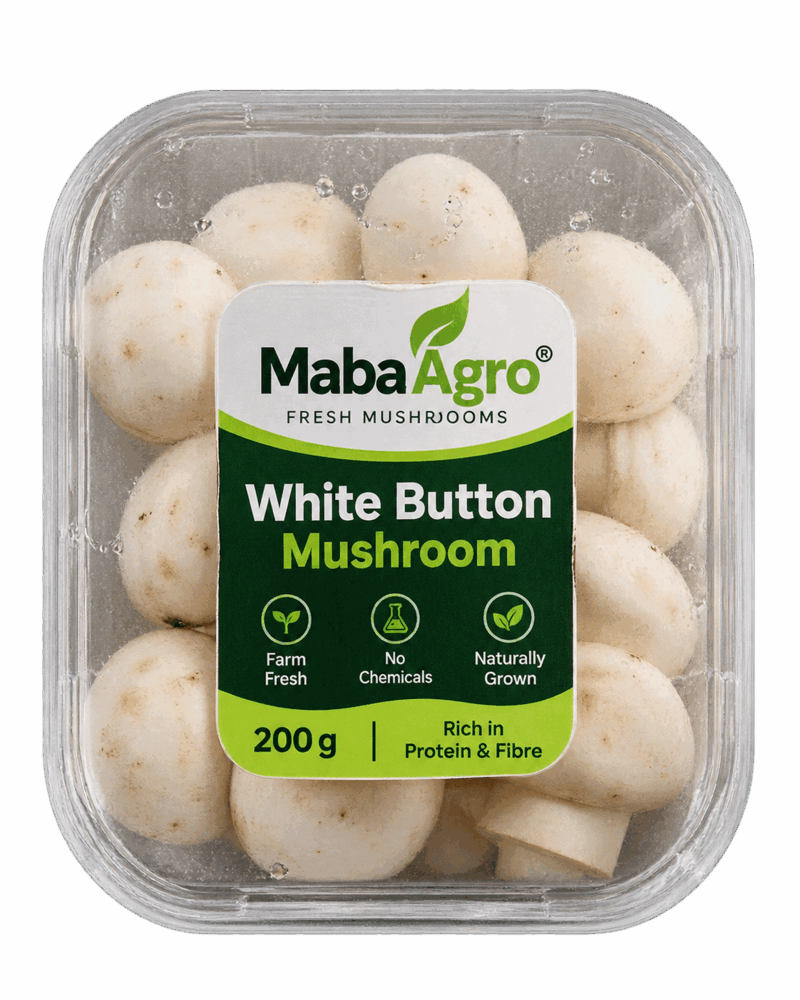 MabaAgro®
FRESH MUSHROOMS
White Button
Mushroom
Farm
Fresh
No
Chemicals
Naturally
Grown
200 g
Rich in
Protein & Fibre